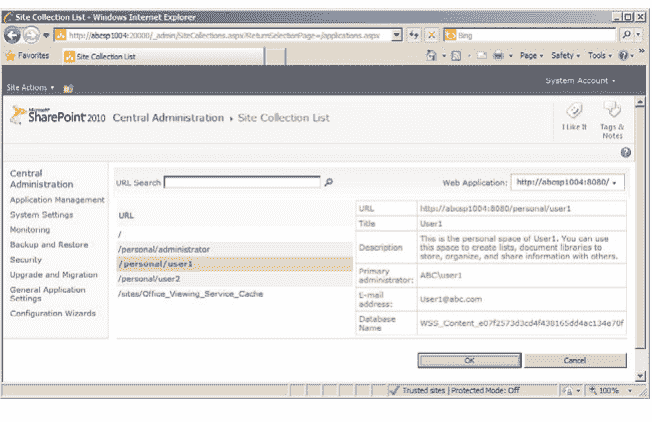 Site Collection List - Windows Internet Explorer
http://abcsp1004:20000/_admin/SiteCollections.aspx?ReturnSelectionPage=/applications.aspx
Bing
Favorites
Site Collection List
Page
Safety
Tools
System Account
Site Actions
Microsoft
SharePoint 2010
Central Administration
Site Collection List
I Like It
Tags &
Notes
Central
Administration
Application Management
System Settings
Monitoring
Backup and Restore
Security
Upgrade and Migration
General Application
Settings
Configuration Wizards
URL Search
Web Application: http://abcsp1004:8080/
URL
/
/personal/administrator
/personal/user1
/personal/user2
/sites/Office_Viewing_Service_Cache
URL http://abcsp1004:8080/personal/user1
Title User1
Description This is the personal space of User1. You can use
this space to create lists, document libraries to
store, organize, and share information with others.
Primary
administrator: ABC\user1
E-mail
address: User1@abc.com
Database
Name
OK
Cancel
Trusted sites | Protected Mode: Off
100%